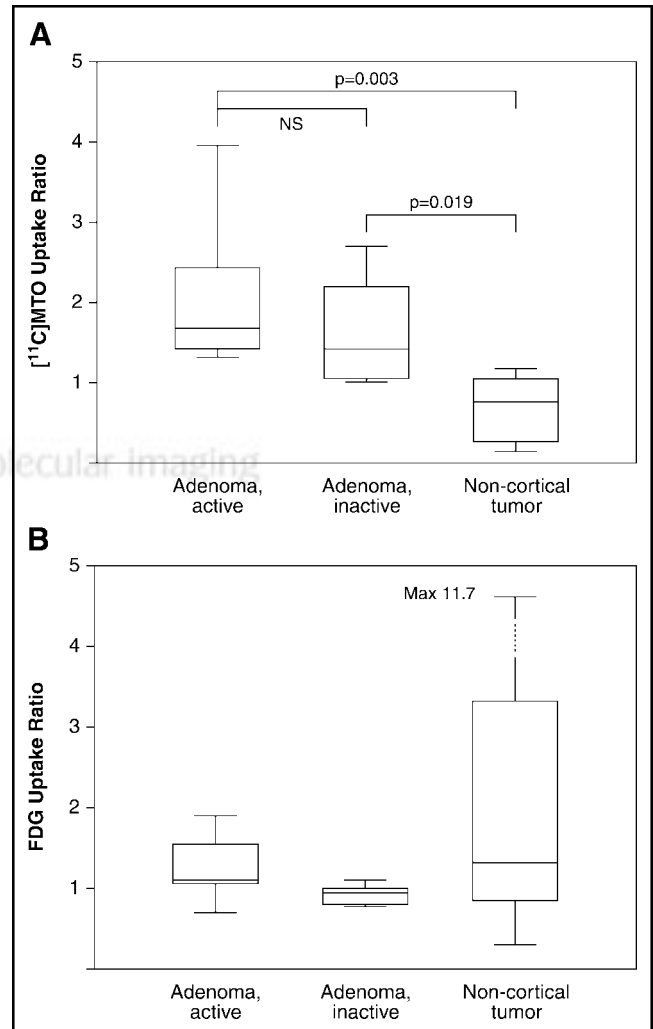 A
5
p=0.003
NS
4
3
p=0.019
[¹¹C]MTO Uptake Ratio
2
1
olecular imaging
Adenoma, active
Adenoma, inactive
Non-cortical tumor
B
5
Max 11.7
4
3
FDG Uptake Ratio
2
1
Adenoma, active
Adenoma, inactive
Non-cortical tumor